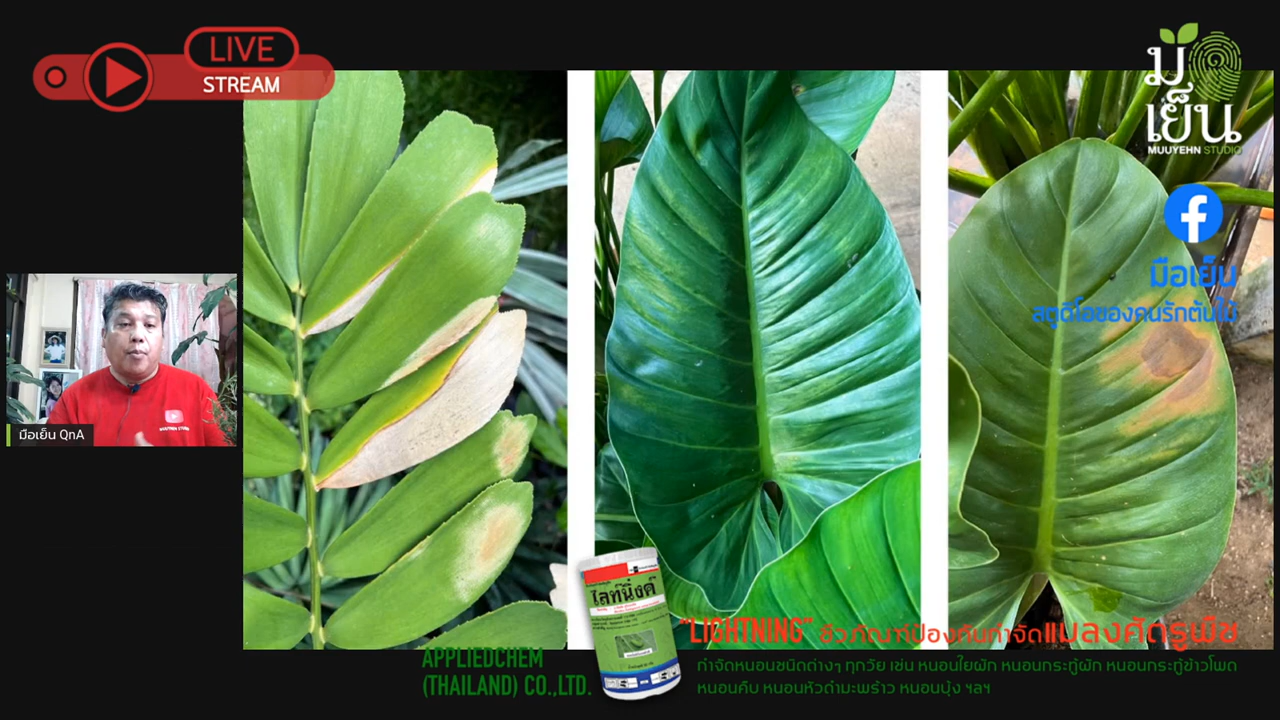 LIVE
STREAM
มือ
เย็น
MUUYEHN STUDIO
มือเย็น
สตูดิโอของคนรักต้นไม้
มือเย็น QnA
ไลท์นิ่งค์
"LIGHTNING" ชีวภัณฑ์ป้องกันกำจัดแมลงศัตรูพืช
APPLIEDCHEM
(THAILAND) CO.,LTD.
กำจัดหนอนชนิดต่างๆ ทุกวัย เช่น หนอนใยผัก หนอนกระทู้ผัก หนอนกระทู้ข้าวโพด
หนอนคืบ หนอนหัวดำมะพร้าว หนอนบุ้ง ฯลฯ